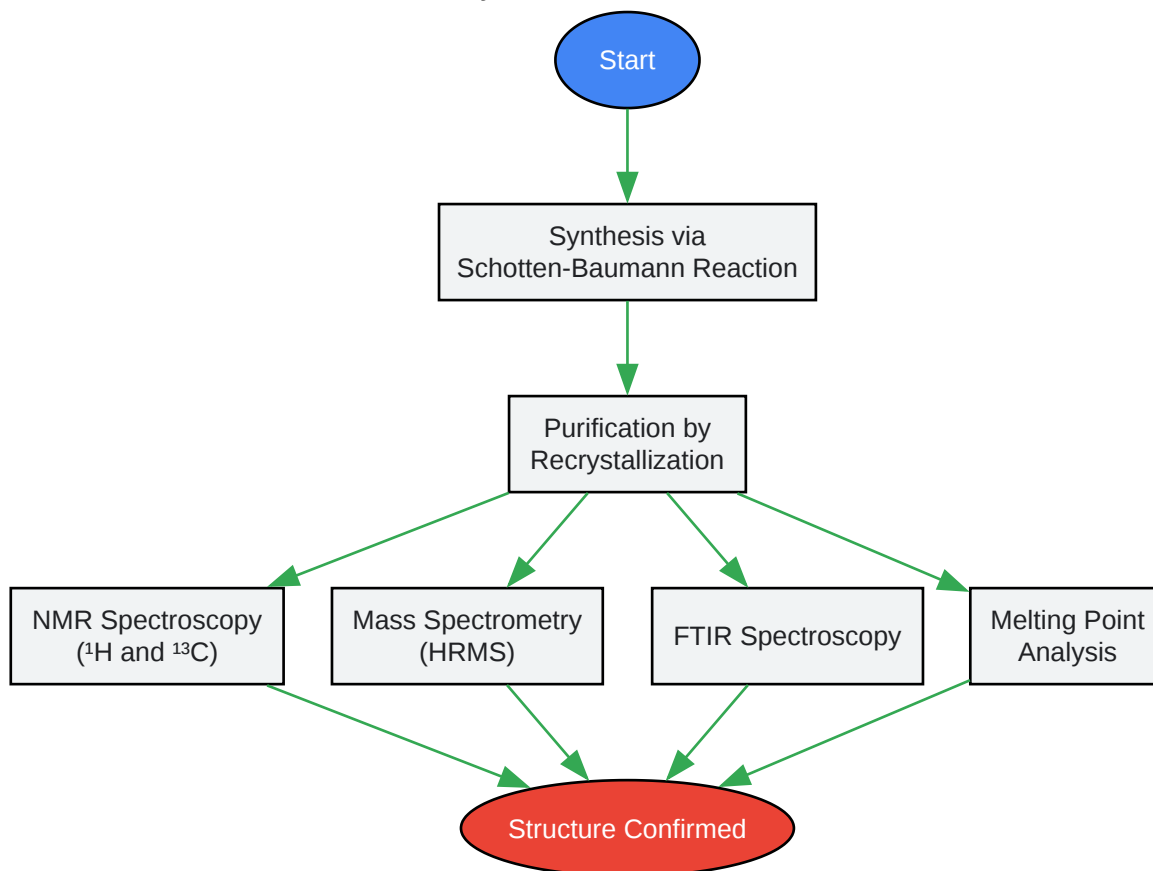 Start
Synthesis via
Schotten-Baumann Reaction
Purification by
Recrystallization
NMR Spectroscopy
(¹H and ¹³C)
Mass Spectrometry
(HRMS)
FTIR Spectroscopy
Melting Point
Analysis
Structure Confirmed